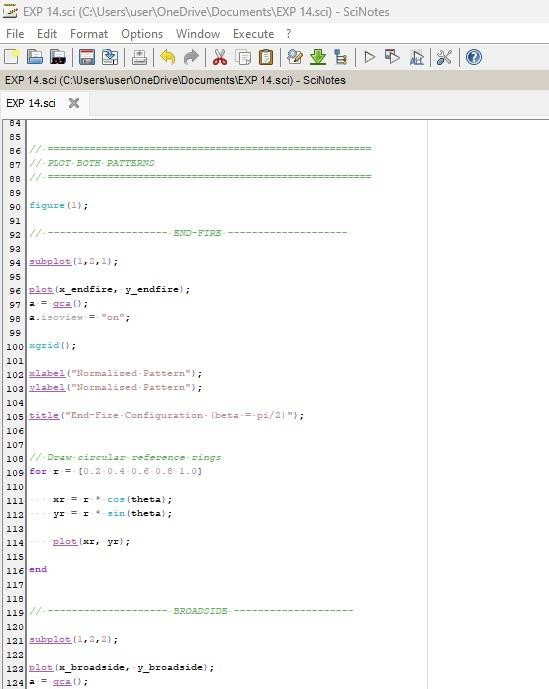 EXP 14.sci (C:\Users\user\OneDrive\Documents\EXP 14.sci) - SciNotes
File Edit Format Options Window Execute ?
EXP 14.sci (C:\Users\user\OneDrive\Documents\EXP 14.sci) - SciNotes
EXP 14.sci
84
85
86 // ======================================================
87 // PLOT BOTH PATTERNS
88 // ======================================================
89
90 figure(1);
91
92 // -------------------- END-FIRE --------------------
93
94 subplot(1,2,1);
95
96 plot(x_endfire, y_endfire);
97 a = gca();
98 a.isoview = "on";
99
100 xgrid();
101
102 xlabel("Normalized Pattern");
103 ylabel("Normalized Pattern");
104
105 title("End-Fire Configuration (beta = pi/2)");
106
107
108 // Draw circular reference rings
109 for r = [0.2 0.4 0.6 0.8 1.0]
110
111     xr = r * cos(theta);
112     yr = r * sin(theta);
113
114     plot(xr, yr);
115
116 end
117
118
119 // -------------------- BROADSIDE --------------------
120
121 subplot(1,2,2);
122
123 plot(x_broadside, y_broadside);
124 a = gca();